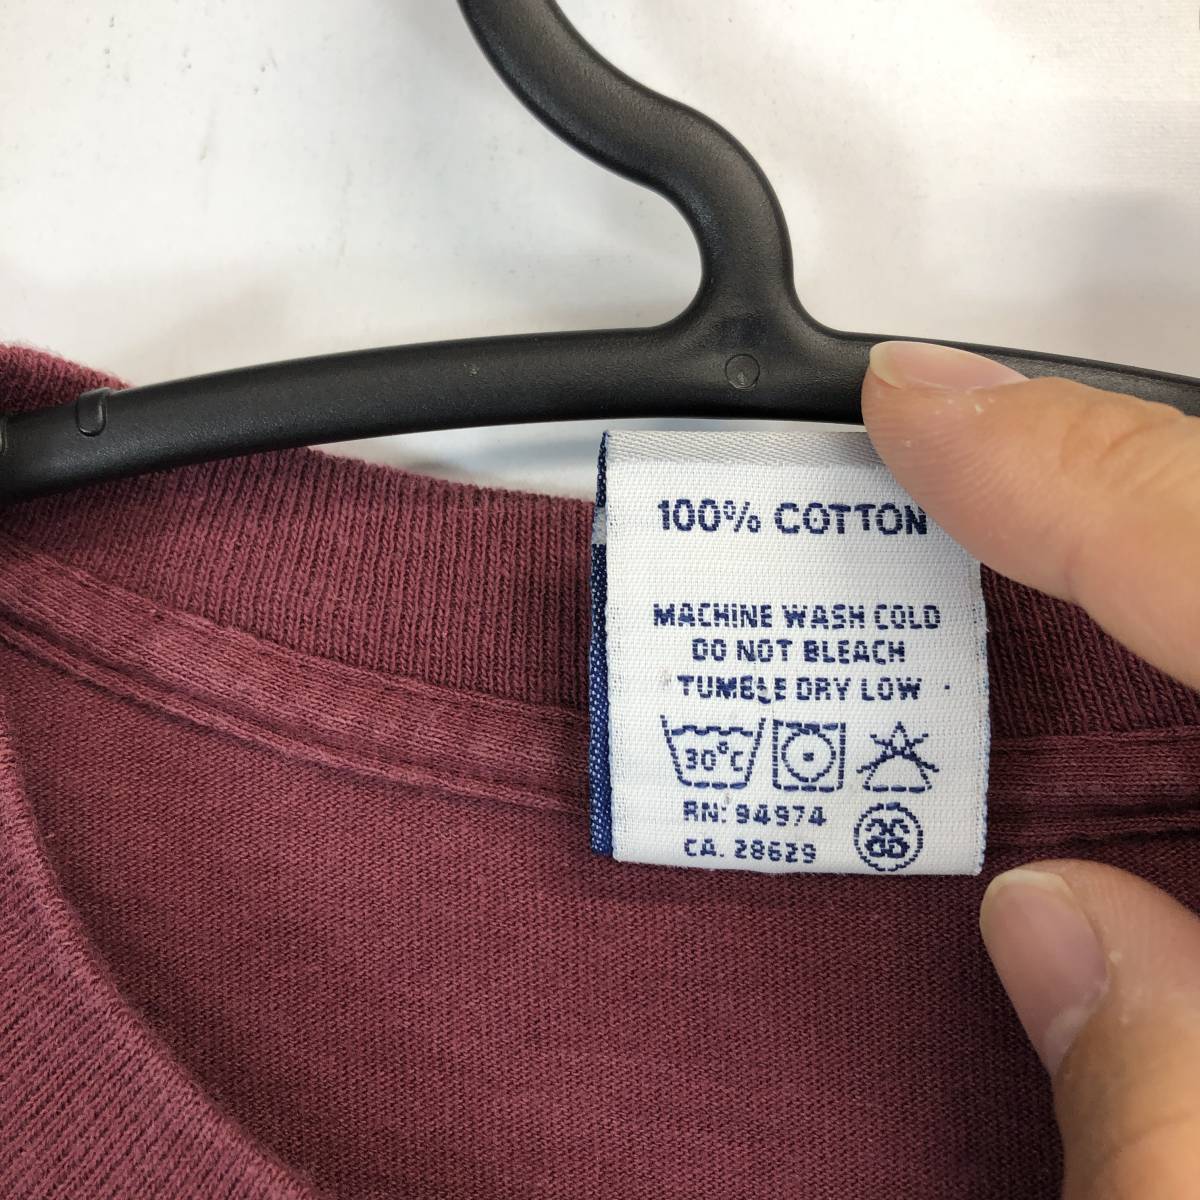 100% COTTON
MACHINE WASH COLD
DO NOT BLEACH
TUMBLE DRY LOW
30°C
RN: 94974
CA. 28629